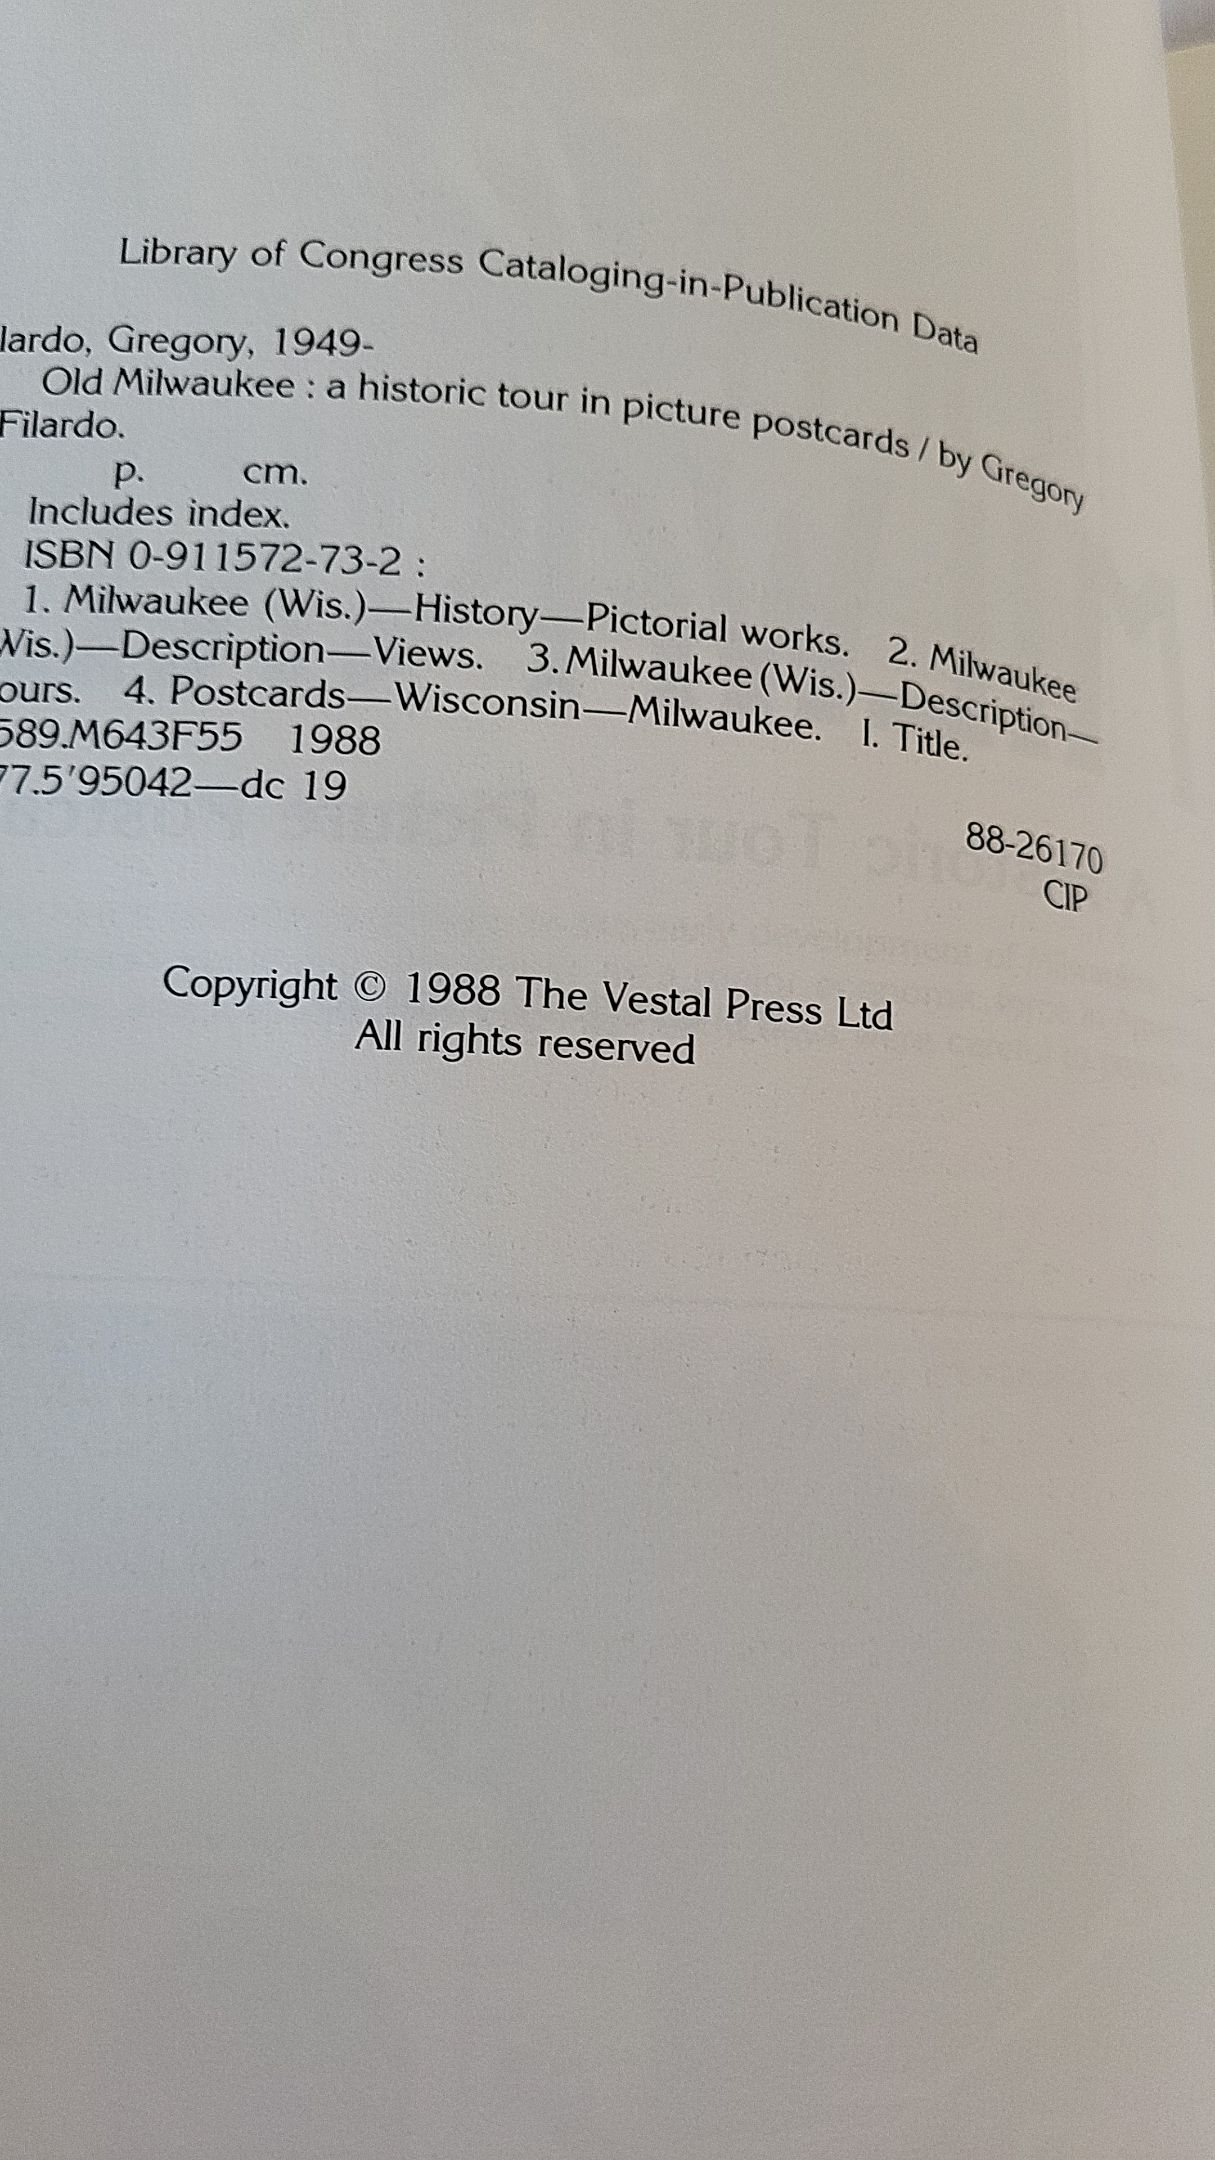 Library of Congress Cataloging-in-Publication Data
lardo, Gregory, 1949-
Old Milwaukee : a historic tour in picture postcards / by Gregory
Filardo.
p. cm.
Includes index.
ISBN 0-911572-73-2 :
1. Milwaukee (Wis.)—History—Pictorial works. 2. Milwaukee
Wis.)—Description—Views. 3. Milwaukee (Wis.)—Description—
ours. 4. Postcards—Wisconsin—Milwaukee. I. Title.
589.M643F55 1988
77.5'95042—dc 19
88-26170
CIP
Copyright © 1988 The Vestal Press Ltd
All rights reserved